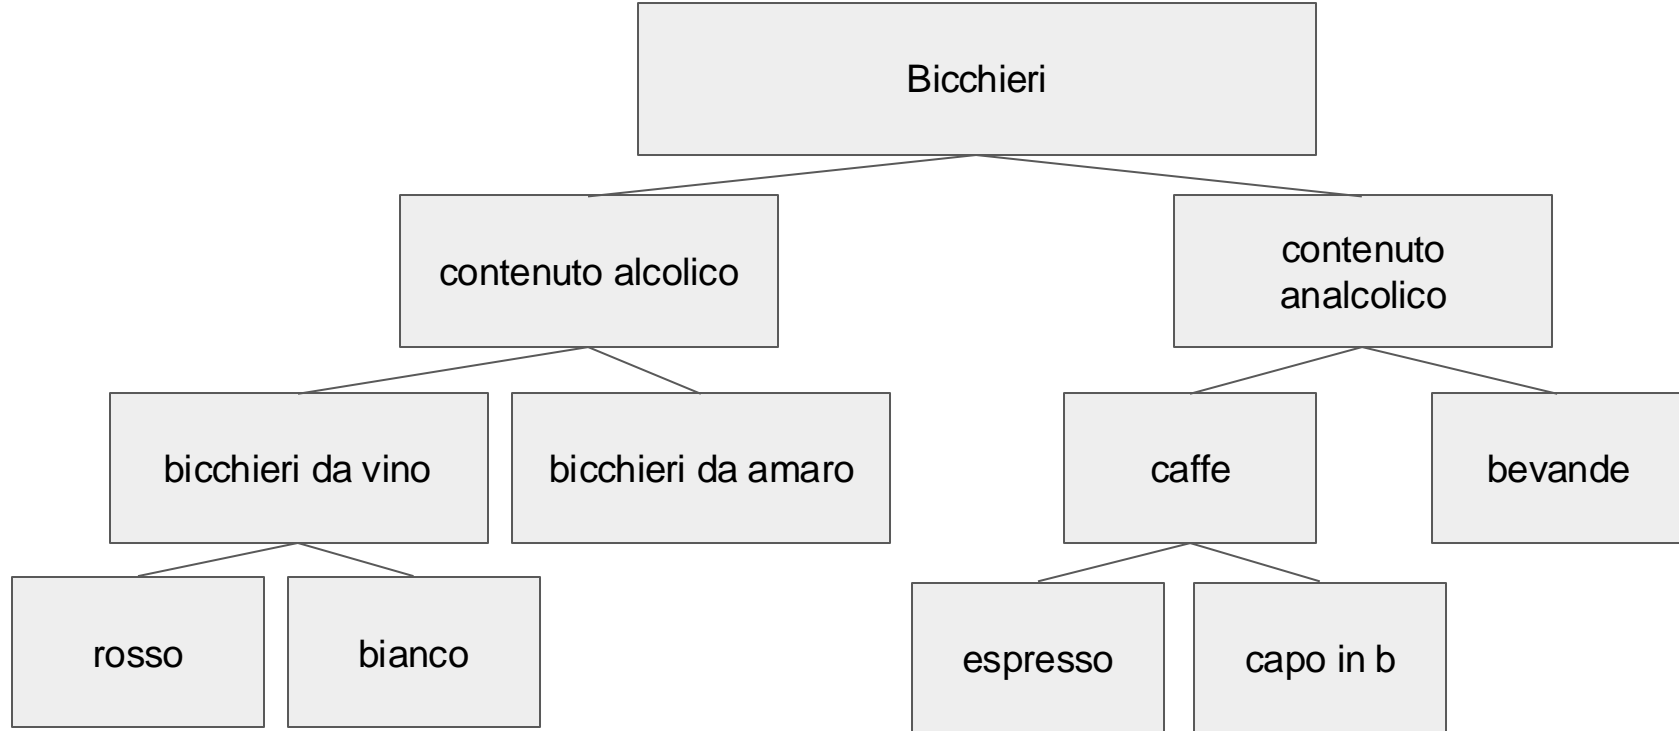 Bicchieri
contenuto alcolico
contenuto
analcolico
bicchieri da vino
bicchieri da amaro
caffe
bevande
rosso
bianco
espresso
capo in b